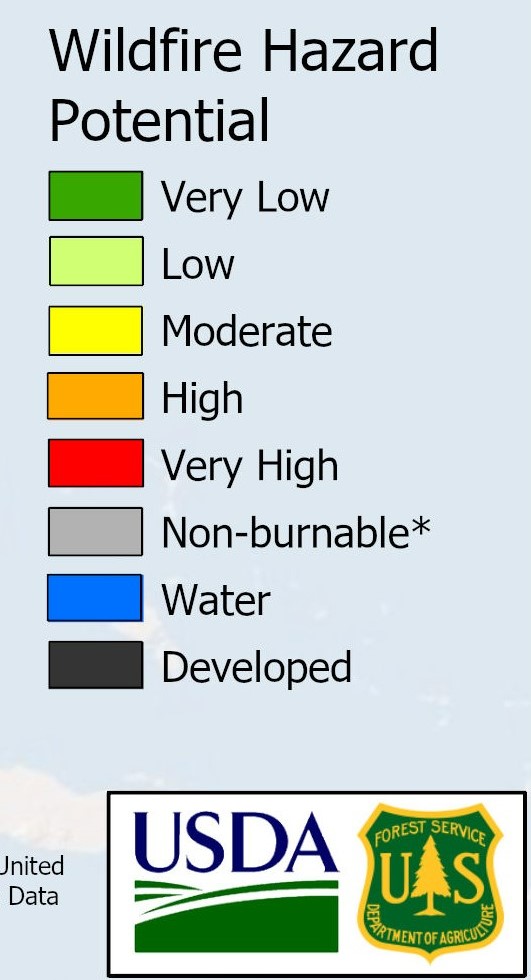 Wildfire Hazard
Potential
Very Low
Low
Moderate
High
Very High
Non-burnable*
Water
Developed
United
Data
USDA
FOREST SERVICE
U S
DEPARTMENT OF AGRICULTURE